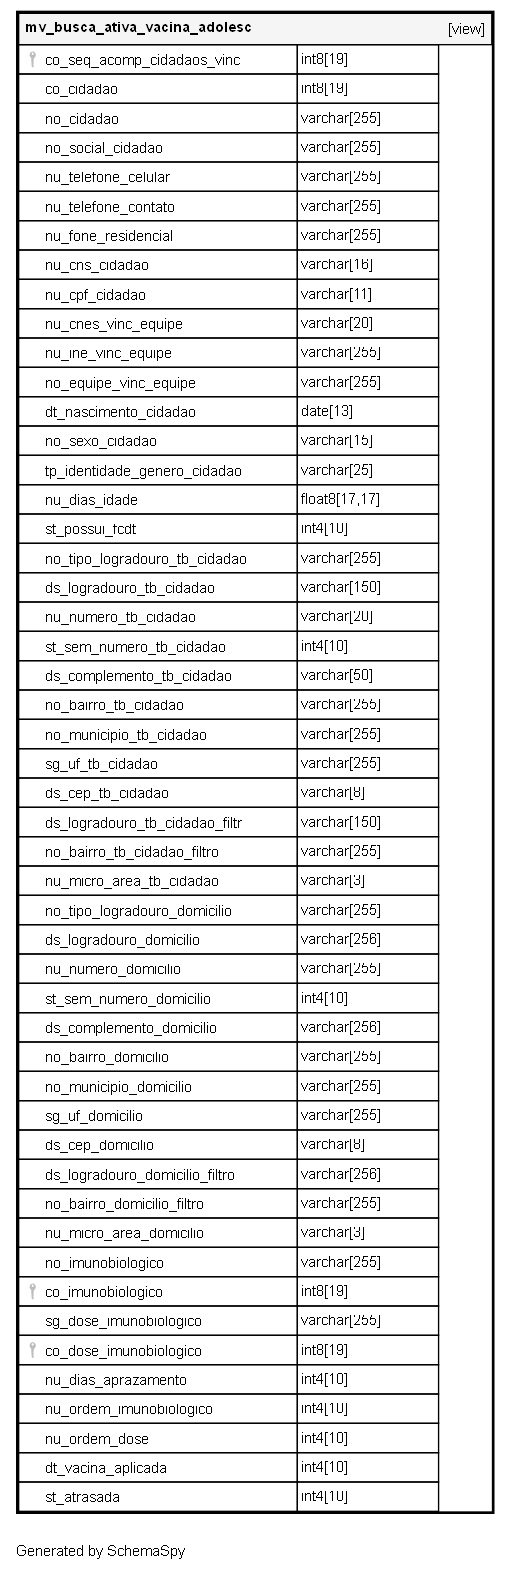 mv_busca_ativa_vacina_adolesc [view]
co_seq_acomp_cidadaos_vinc int8[19]
co_cidadao int8[19]
no_cidadao varchar[255]
no_social_cidadao varchar[255]
nu_telefone_celular varchar[255]
nu_telefone_contato varchar[255]
nu_fone_residencial varchar[255]
nu_cns_cidadao varchar[16]
nu_cpf_cidadao varchar[11]
nu_cnes_vinc_equipe varchar[20]
nu_ine_vinc_equipe varchar[255]
no_equipe_vinc_equipe varchar[255]
dt_nascimento_cidadao date[13]
no_sexo_cidadao varchar[15]
tp_identidade_genero_cidadao varchar[25]
nu_dias_idade float8[17,17]
st_possui_fcdt int4[10]
no_tipo_logradouro_tb_cidadao varchar[255]
ds_logradouro_tb_cidadao varchar[150]
nu_numero_tb_cidadao varchar[20]
st_sem_numero_tb_cidadao int4[10]
ds_complemento_tb_cidadao varchar[50]
no_bairro_tb_cidadao varchar[255]
no_municipio_tb_cidadao varchar[255]
sg_uf_tb_cidadao varchar[255]
ds_cep_tb_cidadao varchar[8]
ds_logradouro_tb_cidadao_filtr varchar[150]
no_bairro_tb_cidadao_filtro varchar[255]
nu_micro_area_tb_cidadao varchar[3]
no_tipo_logradouro_domicilio varchar[255]
ds_logradouro_domicilio varchar[256]
nu_numero_domicilio varchar[255]
st_sem_numero_domicilio int4[10]
ds_complemento_domicilio varchar[256]
no_bairro_domicilio varchar[255]
no_municipio_domicilio varchar[255]
sg_uf_domicilio varchar[255]
ds_cep_domicilio varchar[8]
ds_logradouro_domicilio_filtro varchar[256]
no_bairro_domicilio_filtro varchar[255]
nu_micro_area_domicilio varchar[3]
no_imunobiologico varchar[255]
co_imunobiologico int8[19]
sg_dose_imunobiologico varchar[255]
co_dose_imunobiologico int8[19]
nu_dias_aprazamento int4[10]
nu_ordem_imunobiologico int4[10]
nu_ordem_dose int4[10]
dt_vacina_aplicada int4[10]
st_atrasada int4[10]
Generated by SchemaSpy